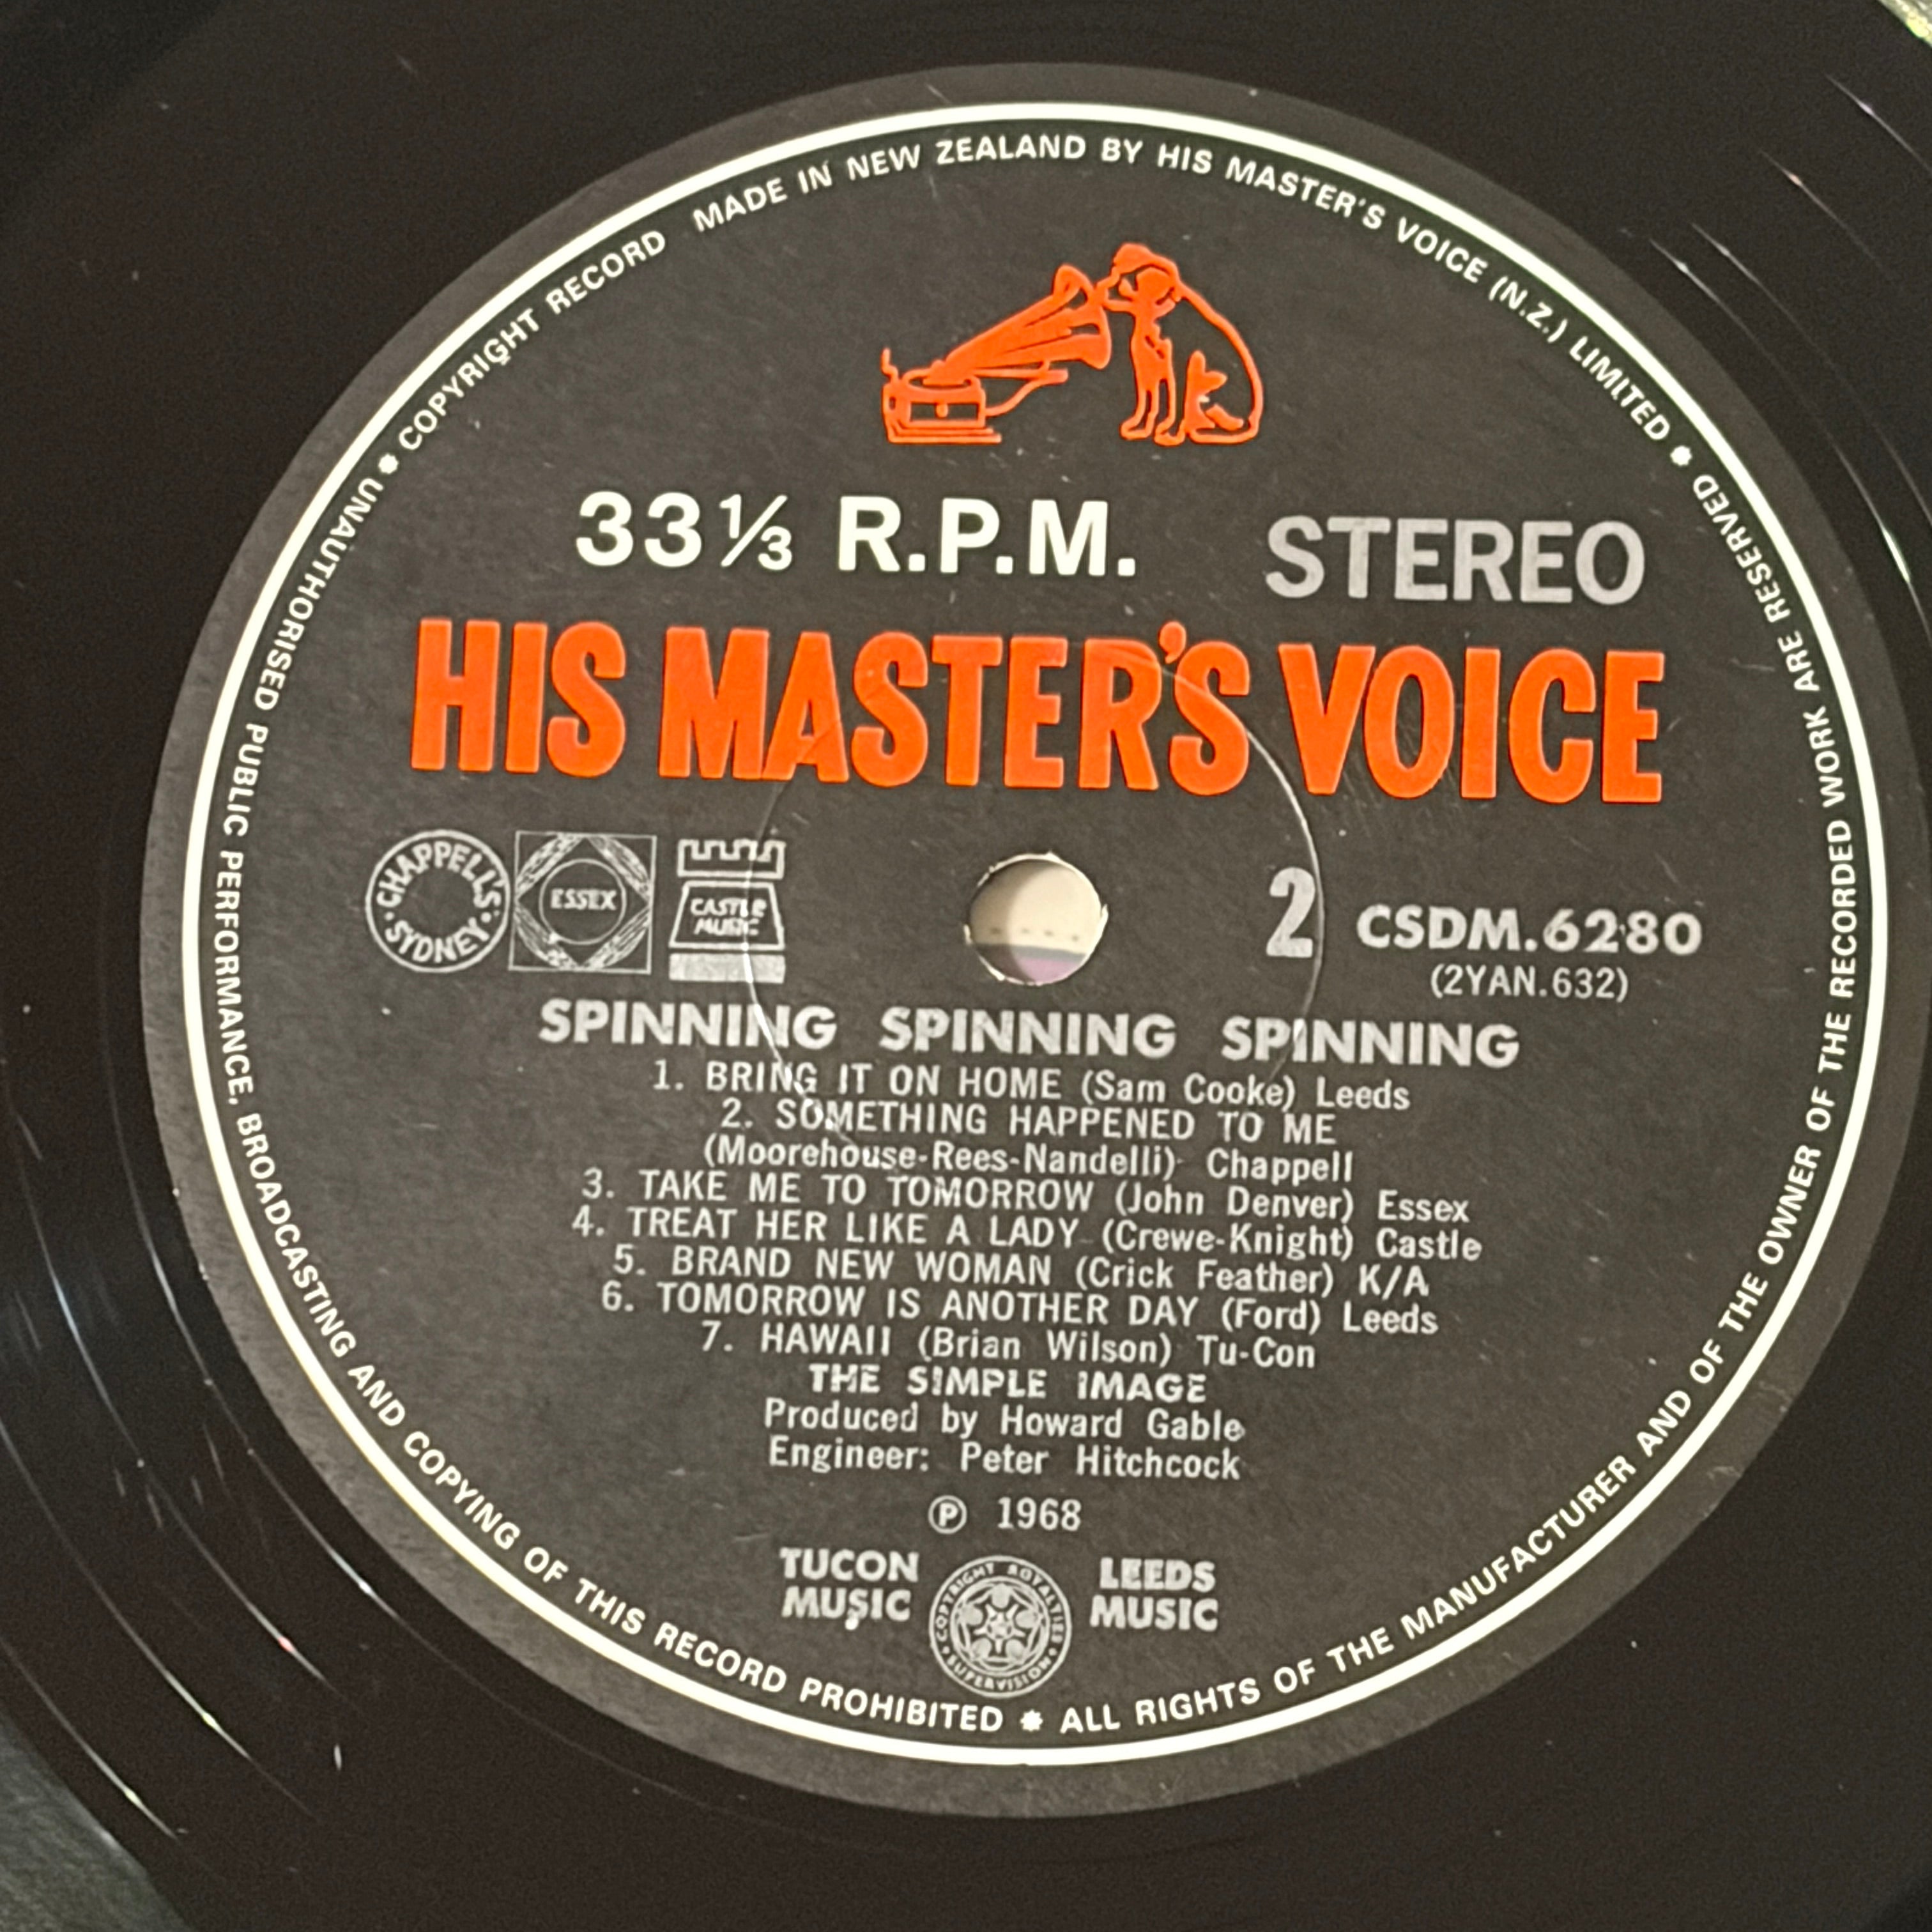 COPYRIGHT RECORD MADE IN NEW ZEALAND BY HIS MASTER'S VOICE (N.Z.) LIMITED
33⅓ R.P.M. STEREO
HIS MASTER'S VOICE
CHAPPELL'S SYDNEY
ESSEX
CASTLE MUSIC
2 CSDM.6280
(2YAN.632)
SPINNING SPINNING SPINNING
1. BRING IT ON HOME (Sam Cooke) Leeds
2. SOMETHING HAPPENED TO ME
(Moorehouse-Rees-Nandelli) Chappell
3. TAKE ME TO TOMORROW (John Denver) Essex
4. TREAT HER LIKE A LADY (Crewe-Knight) Castle
5. BRAND NEW WOMAN (Crick Feather) K/A
6. TOMORROW IS ANOTHER DAY (Ford) Leeds
7. HAWAII (Brian Wilson) Tu-Con
THE SIMPLE IMAGE
Produced by Howard Gable
Engineer: Peter Hitchcock
℗ 1968
TUCON MUSIC
COPYRIGHT ROYALTIES SUPERVISION
LEEDS MUSIC
UNAUTHORISED PUBLIC PERFORMANCE, BROADCASTING AND COPYING OF THIS RECORD PROHIBITED
ALL RIGHTS OF THE MANUFACTURER AND OF THE OWNER OF THE RECORDED WORK ARE RESERVED